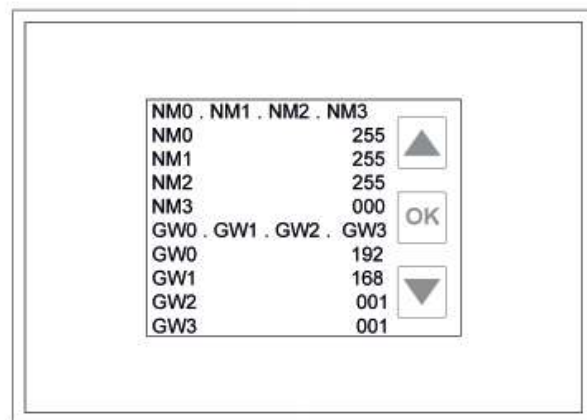 NM0 . NM1 . NM2 . NM3
NM0 255
NM1 255
NM2 255
NM3 000
OK
GW0 . GW1 . GW2 . GW3
GW0 192
GW1 168
GW2 001
GW3 001